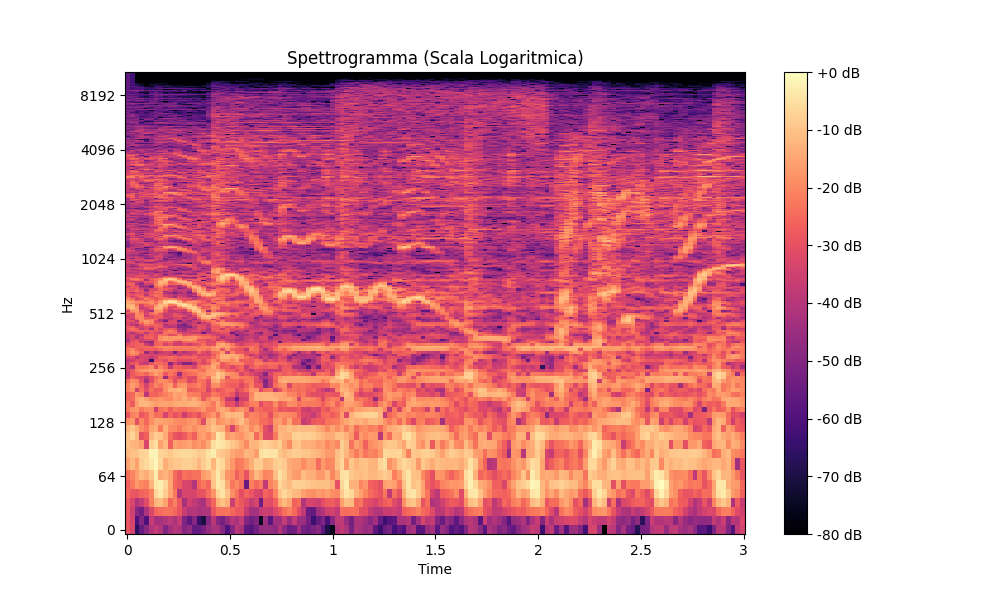 Spettrogramma (Scala Logaritmica)
+0 dB
8192
-10 dB
4096
-20 dB
2048
-30 dB
1024
-40 dB
Hz
512
-50 dB
256
-60 dB
128
-70 dB
64
0
-80 dB
0 0.5 1 1.5 2 2.5 3
Time